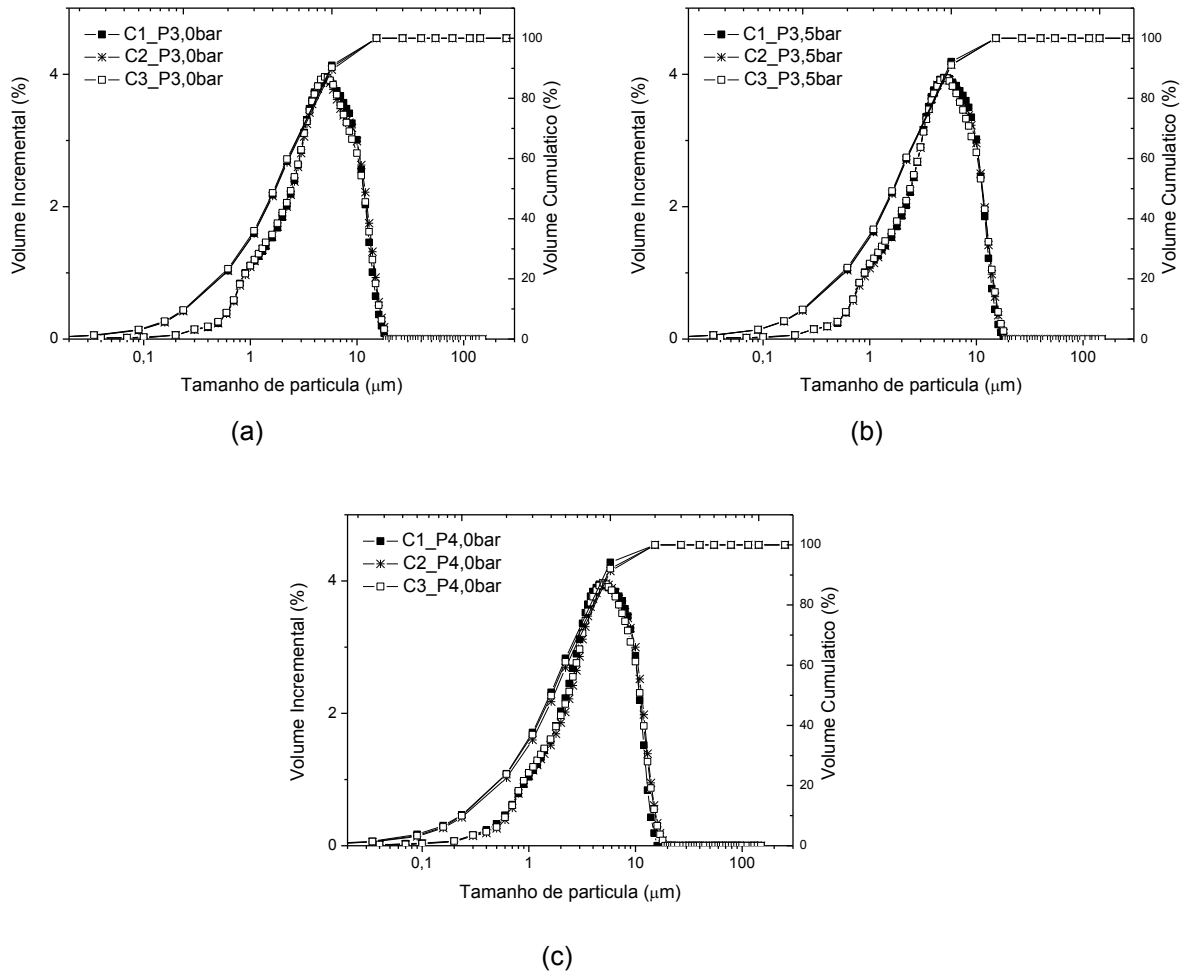 C1_P3,0bar
C2_P3,0bar
C3_P3,0bar
Volume Incremental (%)
4
2
0
Volume Cumulatico (%)
100
80
60
40
20
0
0,1 1 10 100
Tamanho de particula (μm)
(a)
C1_P3,5bar
C2_P3,5bar
C3_P3,5bar
Volume Incremental (%)
4
2
0
Volume Cumulatico (%)
100
80
60
40
20
0
0,1 1 10 100
Tamanho de particula (μm)
(b)
C1_P4,0bar
C2_P4,0bar
C3_P4,0bar
Volume Incremental (%)
4
2
0
Volume Cumulatico (%)
100
80
60
40
20
0
0,1 1 10 100
Tamanho de particula (μm)
(c)